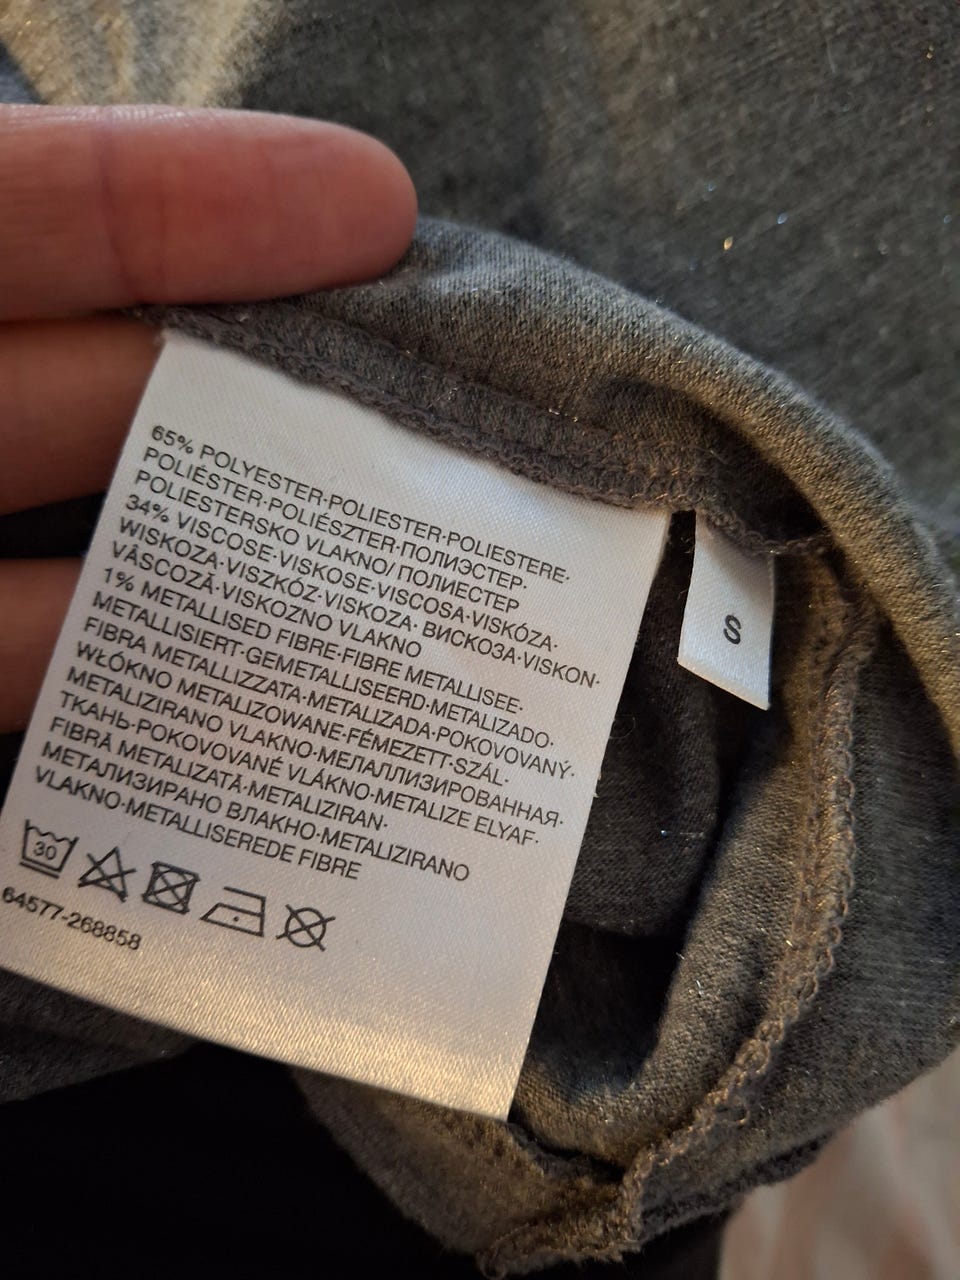 65% POLYESTER·POLIESTER·POLIESTERE·
POLIÉSTER·POLIÉSZTER·ПОЛИЭСТЕР·
POLIESTERSKO VLAKNO/ ПОЛИЕСТЕР
34% VISCOSE·VISKOSE·VISCOSA·VISKÓZA·
WISKOZA·VISZKÓZ·VISKOZA· ВИСКОЗА·VISKON·
VÂSCOZĂ·VISKOZNO VLAKNO
1% METALLISED FIBRE·FIBRE METALLISEE·
METALLISIERT·GEMETALLISEERD·METALIZADO·
FIBRA METALLIZZATA·METALIZADA·POKOVOVANÝ·
WŁÓKNO METALIZOWANE·FÉMEZETT·SZÁL·
METALIZIRANO VLAKNO·МЕЛАЛЛИЗИРОВАННАЯ·
ТКАНЬ·POKOVOVANÉ VLÁKNO·METALIZE ELYAF·
FIBRĂ METALIZATĂ·METALIZIRAN·
МЕТАЛИЗИРАНО ВЛАКНО·METALIZIRANO
VLAKNO·METALLISEREDE FIBRE
30
64577-268858
S